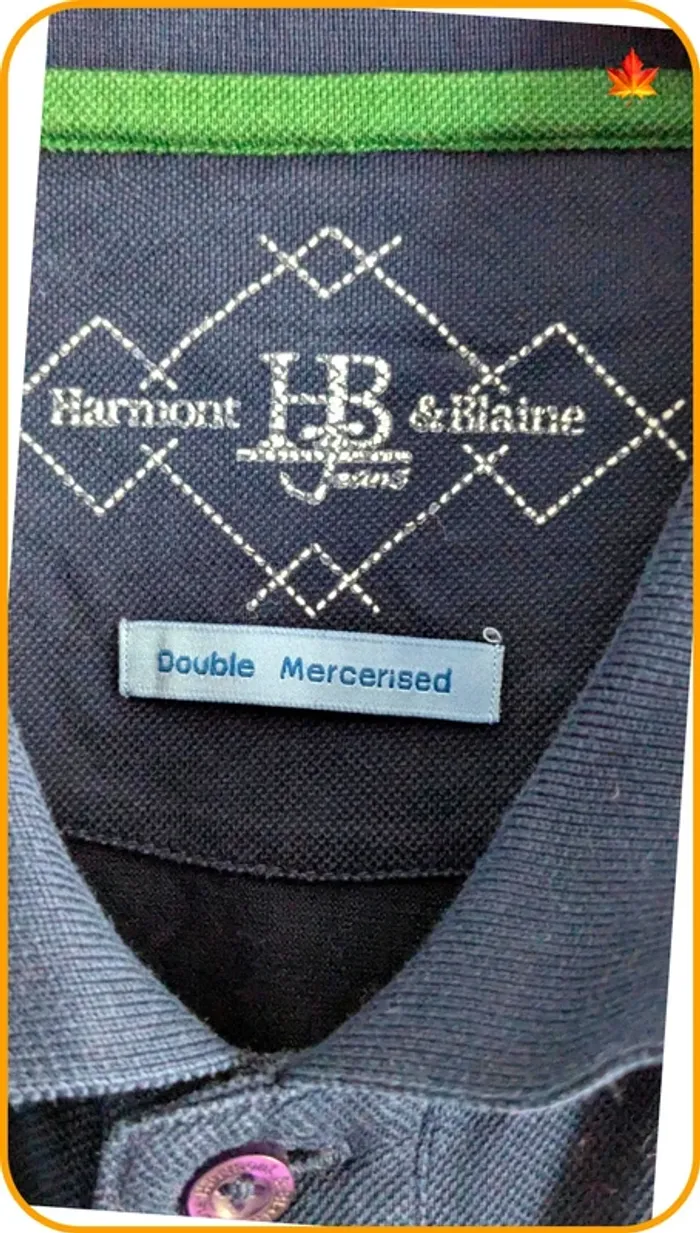 Harmont HB & Blaine
Jeans
Double Mercerised